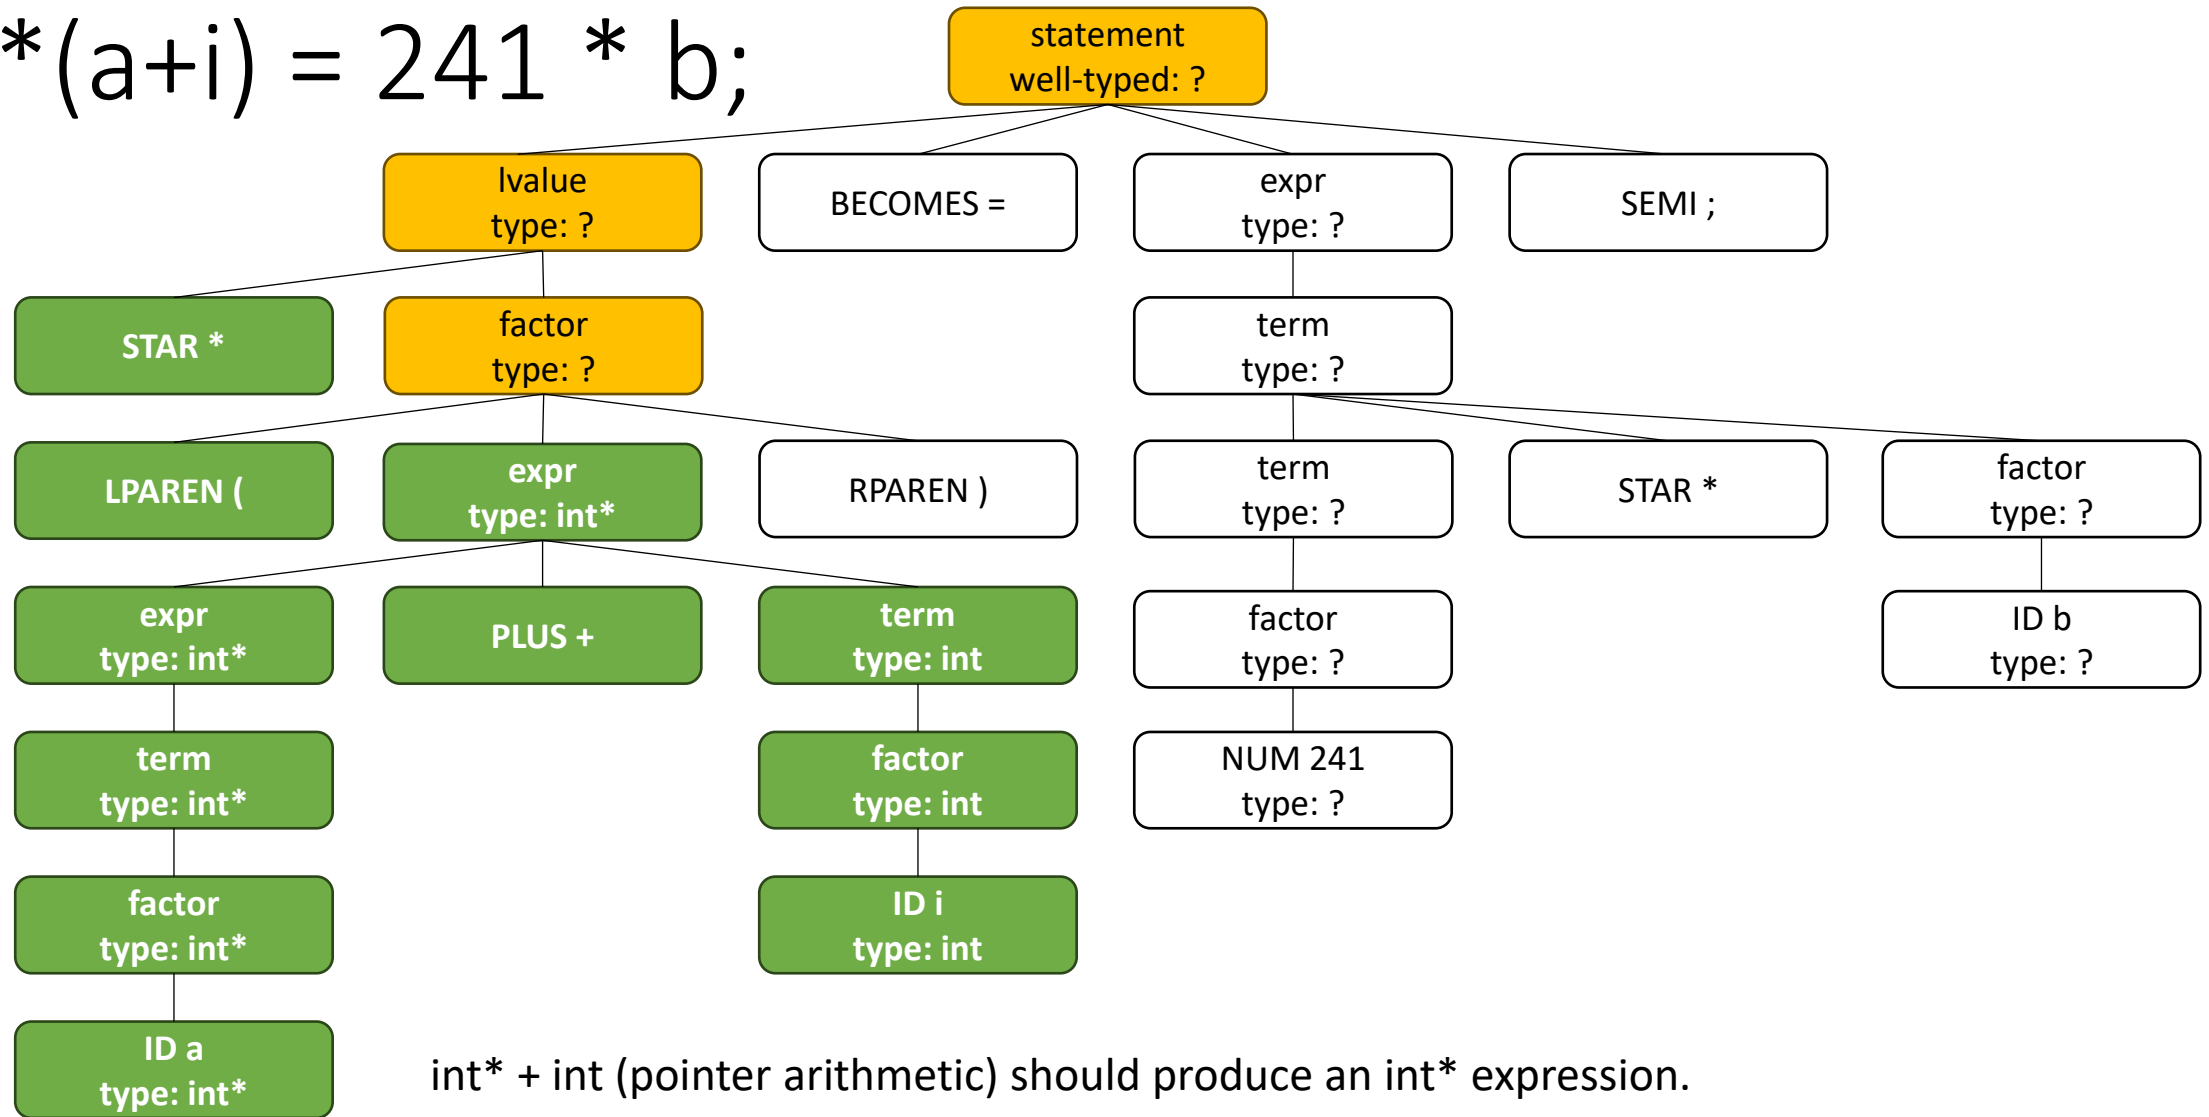 *(a+i) = 241 * b;
statement
well-typed: ?
lvalue
type: ?
BECOMES =
expr
type: ?
SEMI ;
STAR *
factor
type: ?
term
type: ?
LPAREN (
expr
type: int*
RPAREN )
term
type: ?
STAR *
factor
type: ?
expr
type: int*
PLUS +
term
type: int
factor
type: ?
ID b
type: ?
term
type: int*
factor
type: int
NUM 241
type: ?
factor
type: int*
ID i
type: int
ID a
type: int*
int* + int (pointer arithmetic) should produce an int* expression.